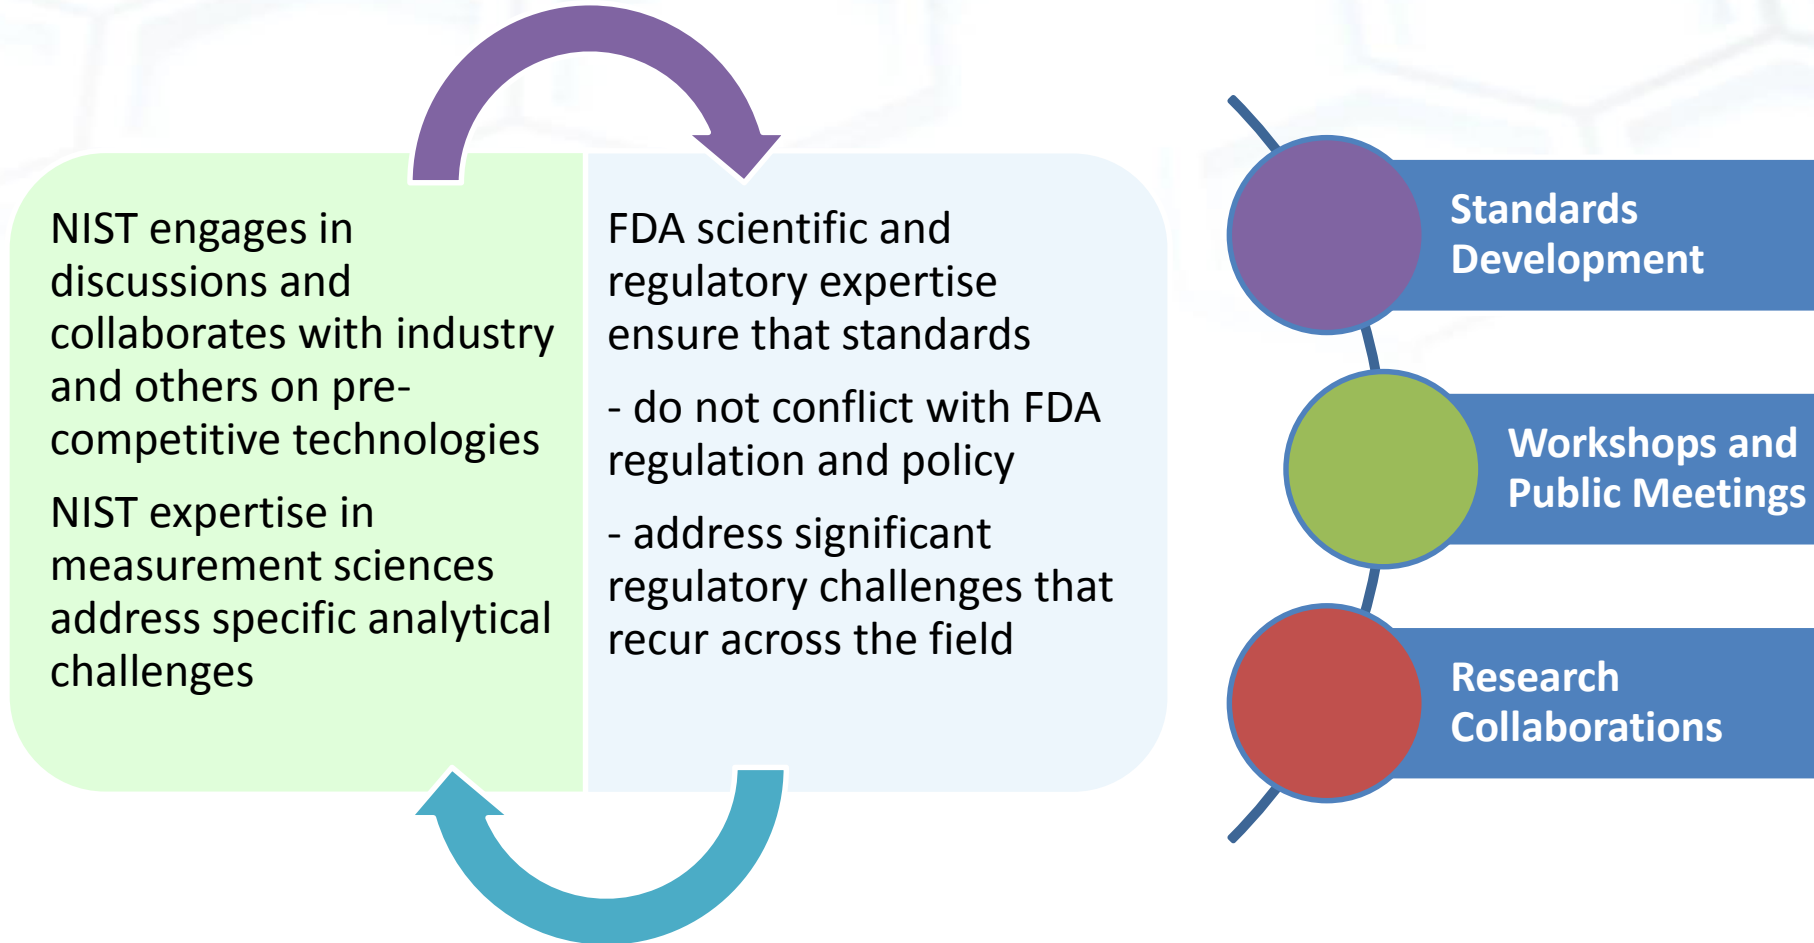 NIST engages in
discussions and
collaborates with industry
and others on pre-
competitive technologies
NIST expertise in
measurement sciences
address specific analytical
challenges
FDA scientific and
regulatory expertise
ensure that standards
- do not conflict with FDA
regulation and policy
- address significant
regulatory challenges that
recur across the field
Standards
Development
Workshops and
Public Meetings
Research
Collaborations